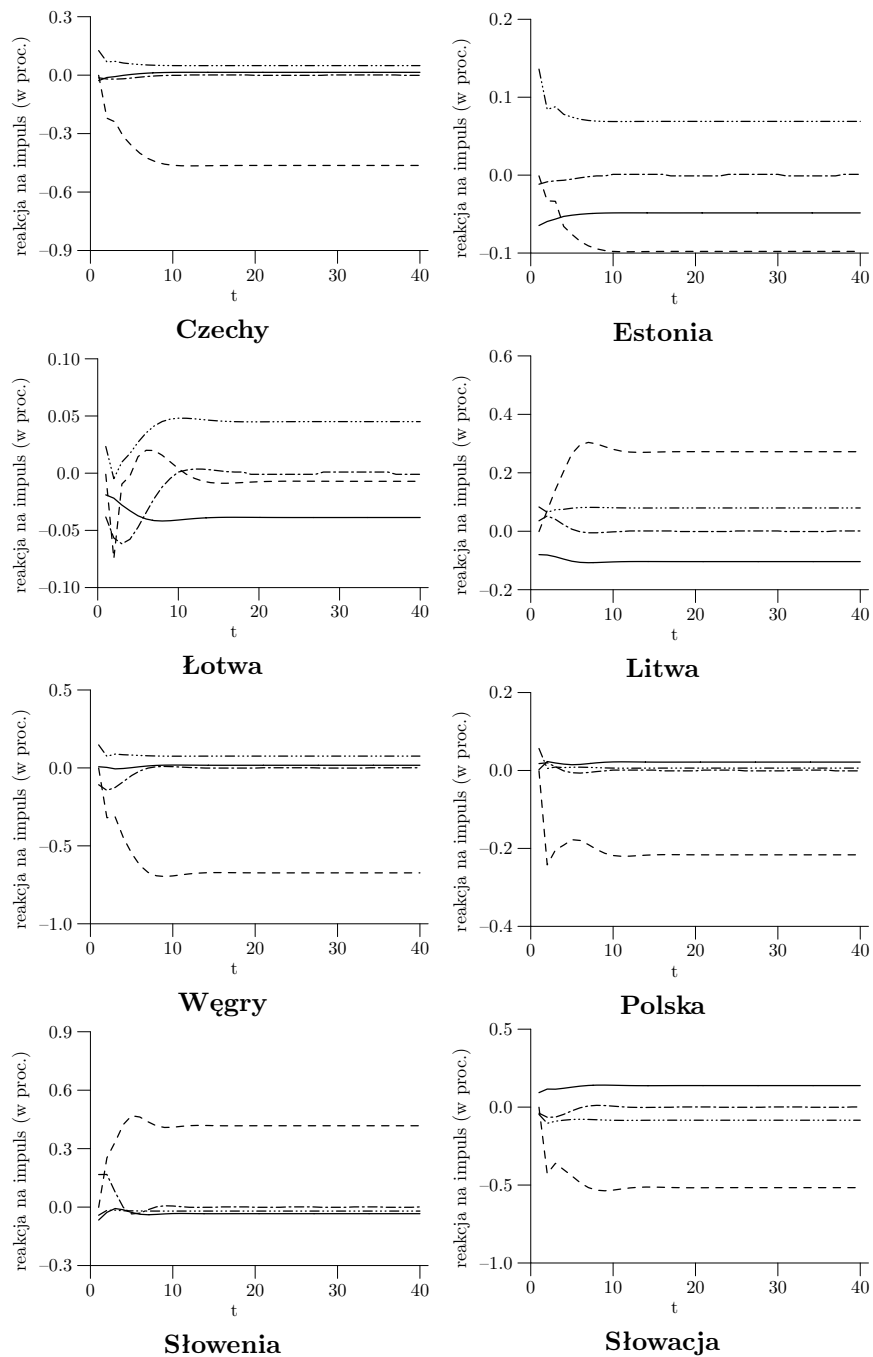 reakcja na impuls (w proc.)
0.3
0.0
–0.3
–0.6
–0.9
0 10 20 30 40
t
Czechy
reakcja na impuls (w proc.)
0.2
0.1
0.0
–0.1
0 10 20 30 40
t
Estonia
reakcja na impuls (w proc.)
0.10
0.05
0.0
–0.05
–0.10
0 10 20 30 40
t
Łotwa
reakcja na impuls (w proc.)
0.6
0.4
0.2
0.0
–0.2
0 10 20 30 40
t
Litwa
reakcja na impuls (w proc.)
0.5
0.0
–0.5
–1.0
0 10 20 30 40
t
Węgry
reakcja na impuls (w proc.)
0.2
0.0
–0.2
–0.4
0 10 20 30 40
t
Polska
reakcja na impuls (w proc.)
0.9
0.6
0.3
0.0
–0.3
0 10 20 30 40
t
Słowenia
reakcja na impuls (w proc.)
0.5
0.0
–0.5
–1.0
0 10 20 30 40
t
Słowacja